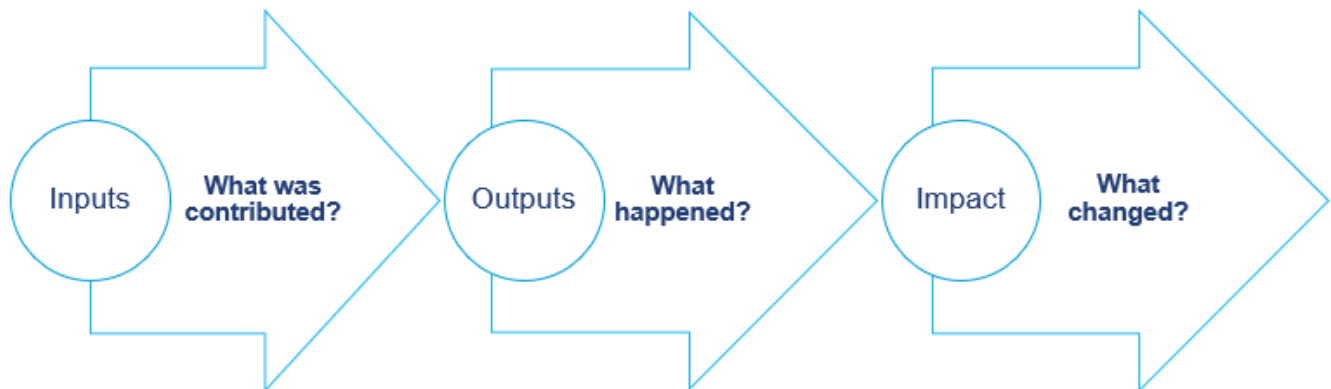 Inputs
What was
contributed?
Outputs
What
happened?
Impact
What
changed?